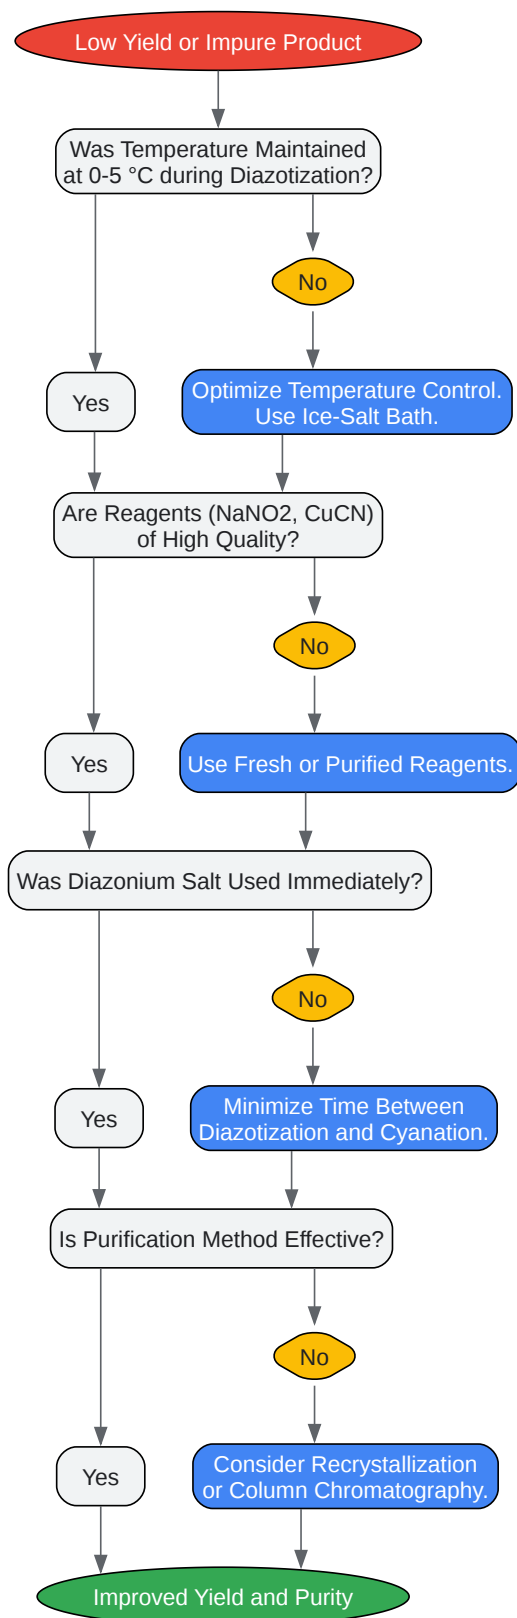 Low Yield or Impure Product
Was Temperature Maintained
at 0-5 °C during Diazotization?
No
Yes
Optimize Temperature Control.
Use Ice-Salt Bath.
Are Reagents (NaNO2, CuCN)
of High Quality?
No
Yes
Use Fresh or Purified Reagents.
Was Diazonium Salt Used Immediately?
No
Yes
Minimize Time Between
Diazotization and Cyanation.
Is Purification Method Effective?
No
Yes
Consider Recrystallization
or Column Chromatography.
Improved Yield and Purity